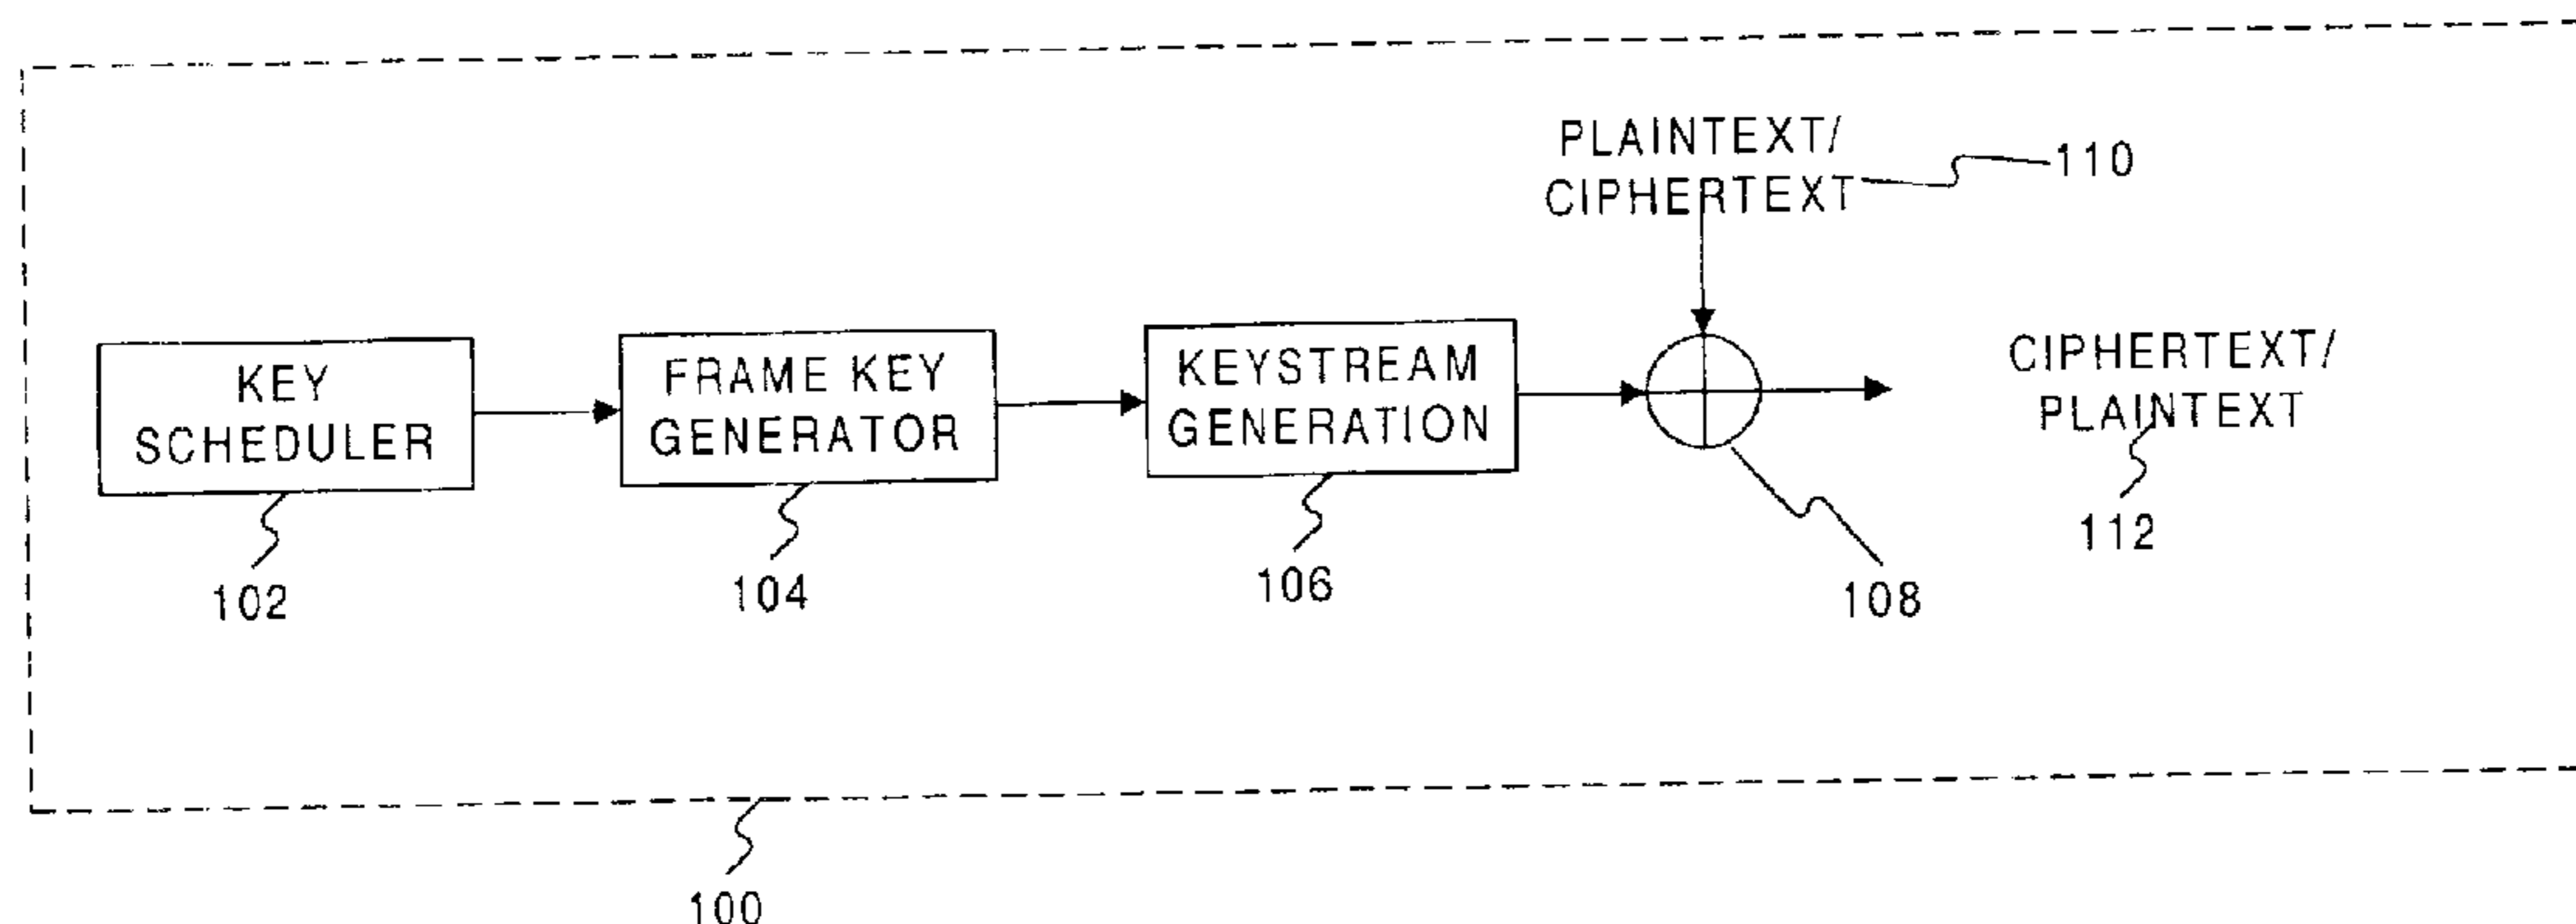 PLAINTEXT/
CIPHERTEXT
110
KEY
SCHEDULER
FRAME KEY
GENERATOR
KEYSTREAM
GENERATION
CIPHERTEXT/
PLAINTEXT
102
104
106
108
112
100